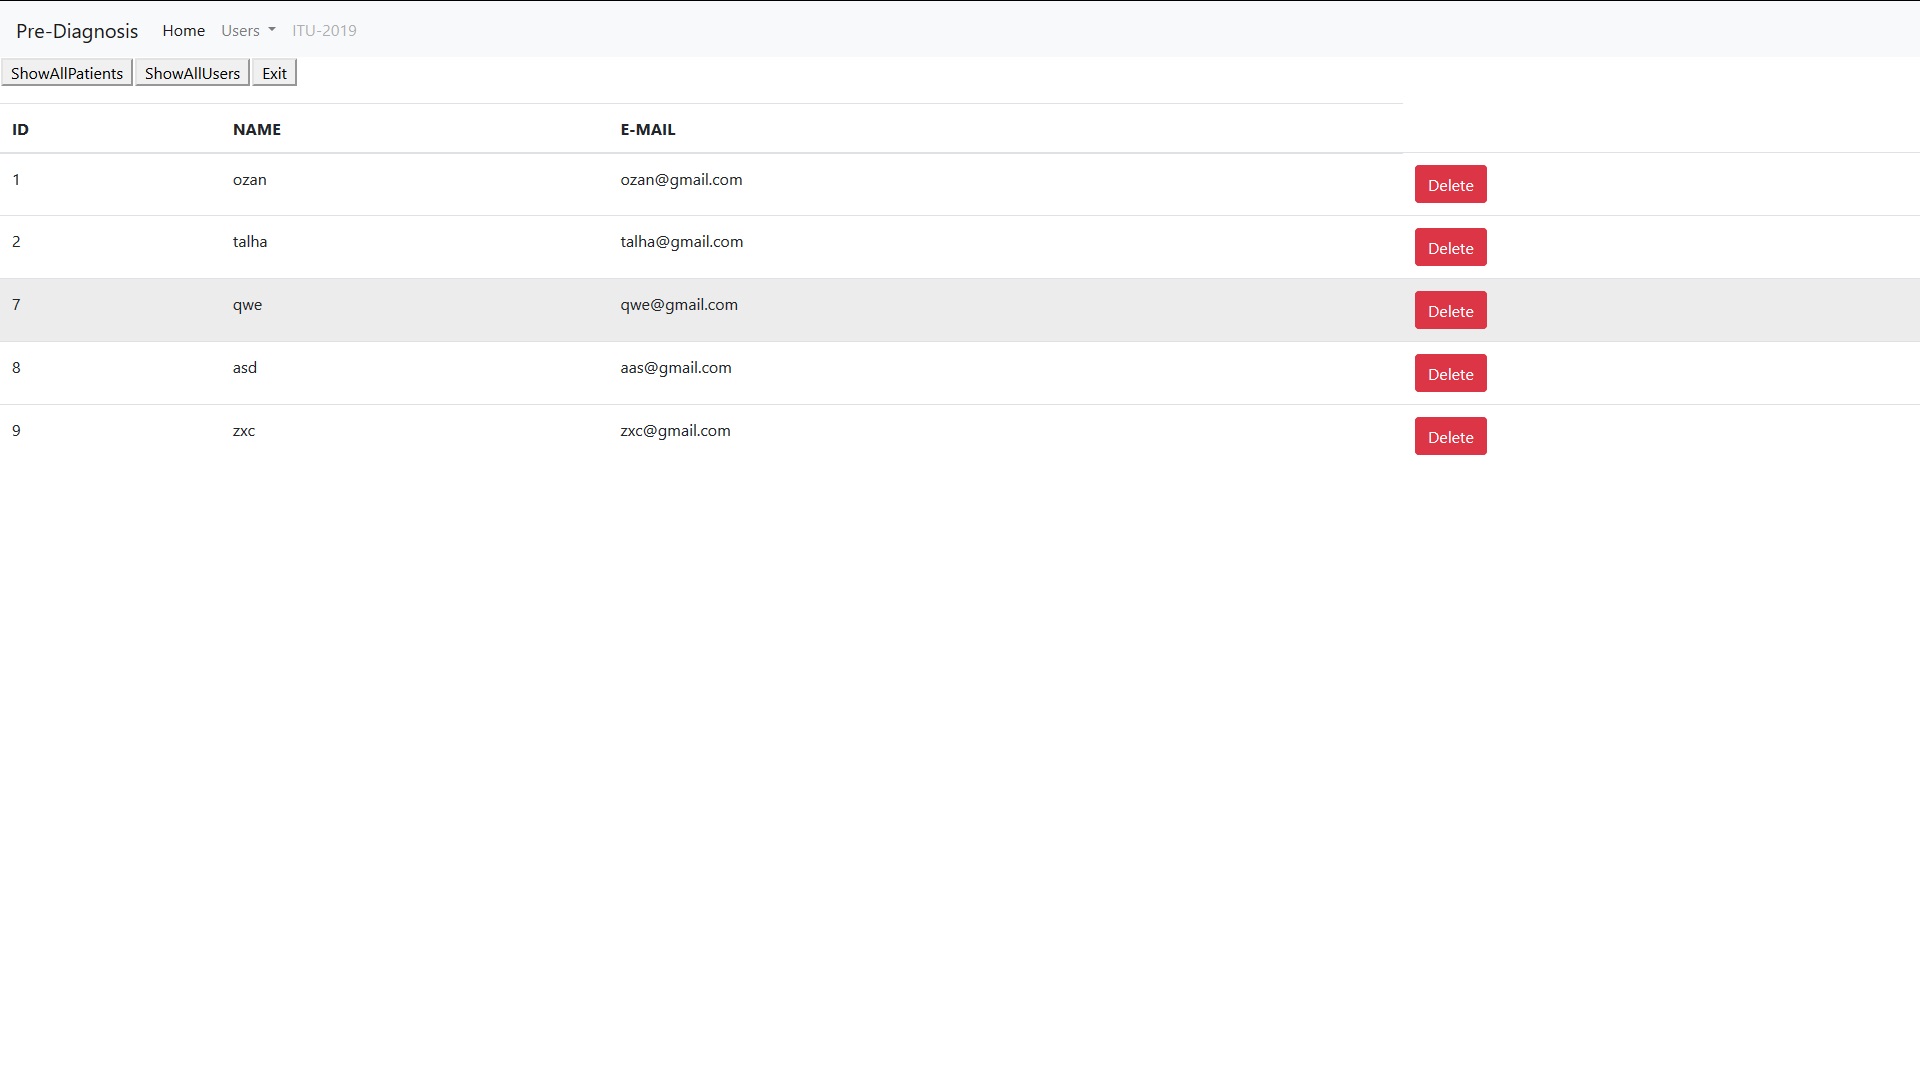 Pre-Diagnosis Home Users ITU-2019
ShowAllPatients ShowAllUsers Exit
ID NAME E-MAIL
1 ozan ozan@gmail.com Delete
2 talha talha@gmail.com Delete
7 qwe qwe@gmail.com Delete
8 asd aas@gmail.com Delete
9 zxc zxc@gmail.com Delete